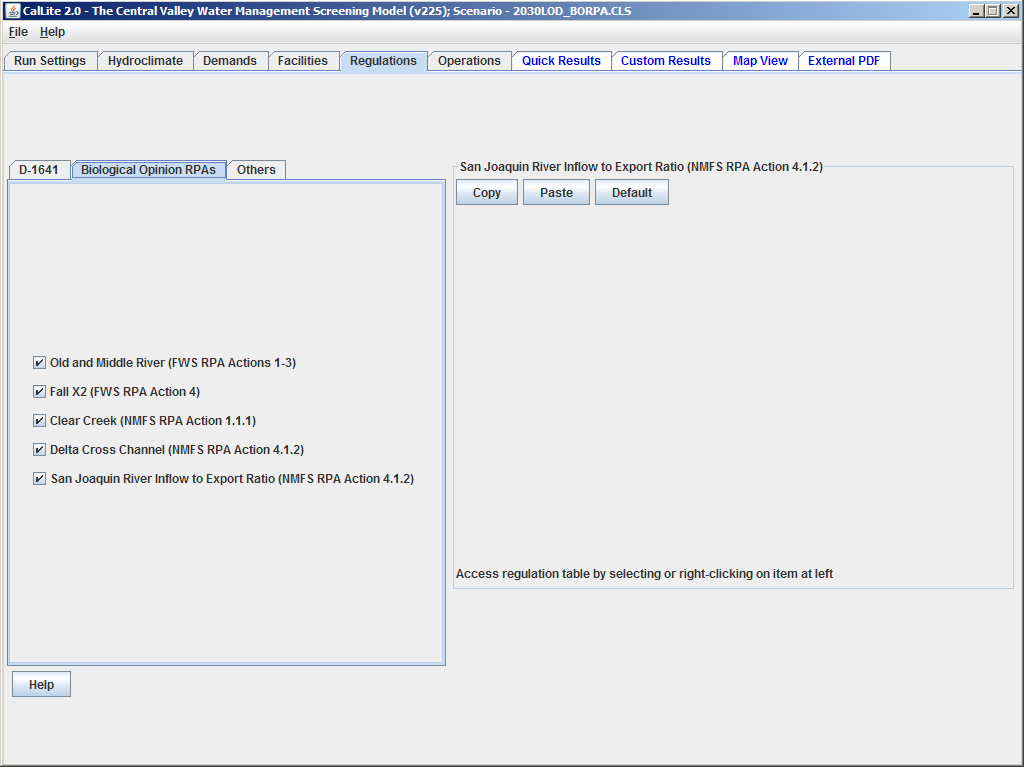 CalLite 2.0 - The Central Valley Water Management Screening Model (v225); Scenario - 2030LOD_BORPA.CLS
File Help
Run Settings Hydroclimate Demands Facilities Regulations Operations Quick Results Custom Results Map View External PDF
D-1641 Biological Opinion RPAs Others
San Joaquin River Inflow to Export Ratio (NMFS RPA Action 4.1.2)
Copy Paste Default
Old and Middle River (FWS RPA Actions 1-3)
Fall X2 (FWS RPA Action 4)
Clear Creek (NMFS RPA Action 1.1.1)
Delta Cross Channel (NMFS RPA Action 4.1.2)
San Joaquin River Inflow to Export Ratio (NMFS RPA Action 4.1.2)
Access regulation table by selecting or right-clicking on item at left
Help